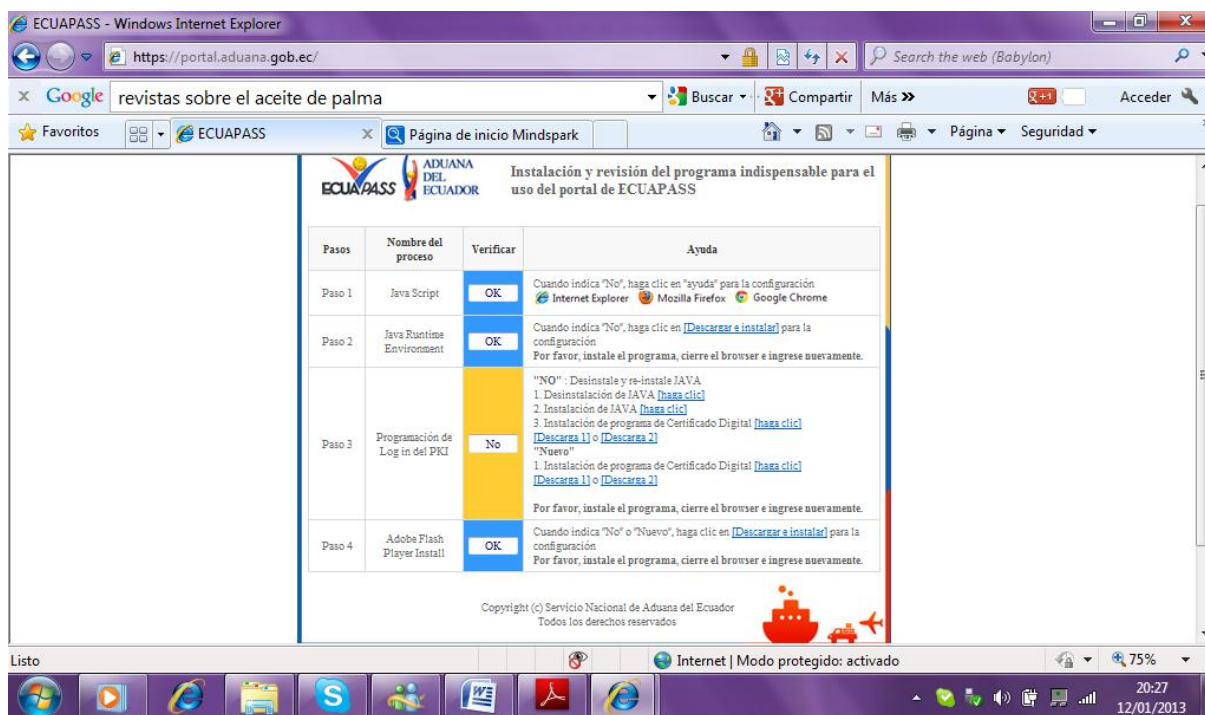 ECUAPASS - Windows Internet Explorer
https://portal.aduana.gob.ec/
Search the web (Babylon)
x Google revistas sobre el aceite de palma Buscar Compartir Más >> +1 Acceder
Favoritos ECUAPASS x Página de inicio Mindspark Página Seguridad
ECUAPASS
ADUANA
DEL
ECUADOR
Instalación y revisión del programa indispensable para el
uso del portal de ECUAPASS
Pasos Nombre del proceso Verificar Ayuda
Paso 1 Java Script OK
Cuando indica "No", haga clic en "ayuda" para la configuración
Internet Explorer Mozilla Firefox Google Chrome
Paso 2 Java Runtime Environment OK
Cuando indica "No", haga clic en [Descargar e instalar] para la
configuración
Por favor, instale el programa, cierre el browser e ingrese nuevamente.
Paso 3 Programación de Log in del PKI No
"NO" : Desinstale y re-instale JAVA
1. Desinstalación de JAVA [haga clic]
2. Instalación de JAVA [haga clic]
3. Instalación de programa de Certificado Digital [haga clic]
[Descarga 1] o [Descarga 2]
"Nuevo"
1. Instalación de programa de Certificado Digital [haga clic]
[Descarga 1] o [Descarga 2]
Por favor, instale el programa, cierre el browser e ingrese nuevamente.
Paso 4 Adobe Flash Player Install OK
Cuando indica "No" o "Nuevo", haga clic en [Descargar e instalar] para la
configuración
Por favor, instale el programa, cierre el browser e ingrese nuevamente.
Copyright (c) Servicio Nacional de Aduana del Ecuador
Todos los derechos reservados
Listo Internet | Modo protegido: activado 75%
20:27
12/01/2013